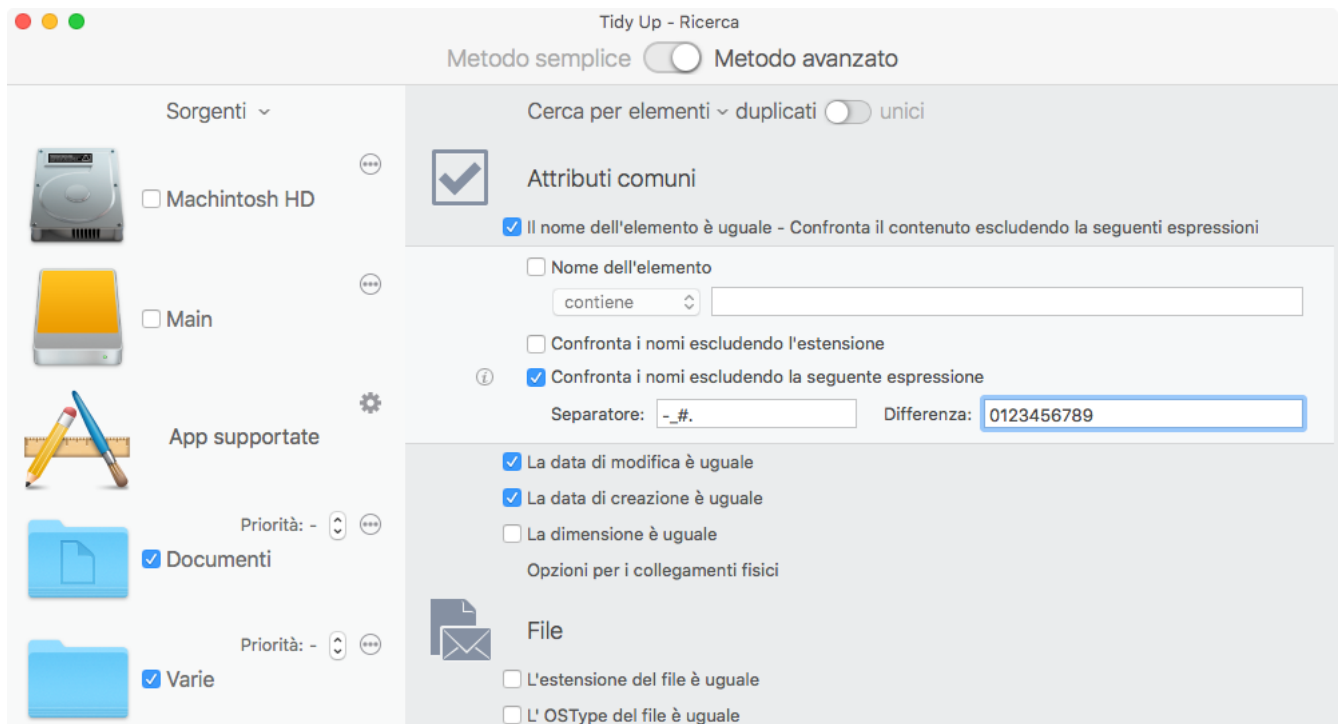 Tidy Up - Ricerca
Metodo semplice Metodo avanzato
Sorgenti
Machintosh HD
Main
App supportate
Priorità: -
Documenti
Priorità: -
Varie
Cerca per elementi duplicati unici
Attributi comuni
Il nome dell'elemento è uguale - Confronta il contenuto escludendo la seguenti espressioni
Nome dell'elemento
contiene
Confronta i nomi escludendo l'estensione
Confronta i nomi escludendo la seguente espressione
Separatore: -_#. Differenza: 0123456789
La data di modifica è uguale
La data di creazione è uguale
La dimensione è uguale
Opzioni per i collegamenti fisici
File
L'estensione del file è uguale
L' OSType del file è uguale